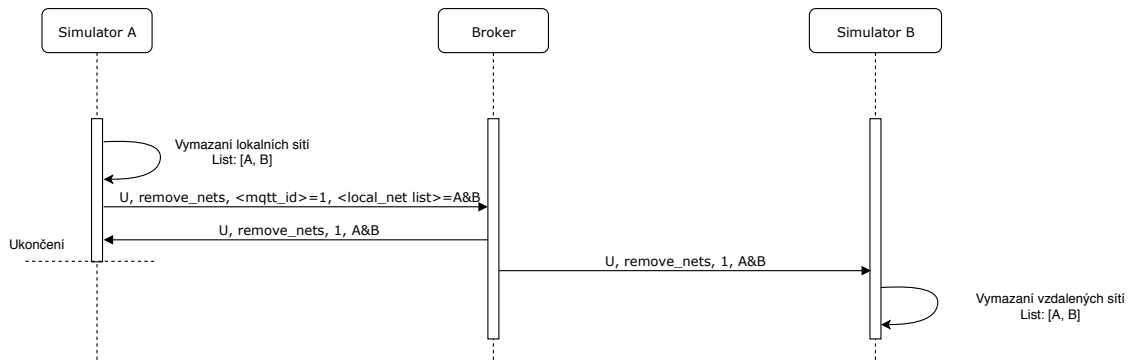 Simulator A
Broker
Simulator B
Vymazaní lokalních sítí
List: [A, B]
U, remove_nets, <mqtt_id>=1, <local_net list>=A&B
U, remove_nets, 1, A&B
Ukončení
U, remove_nets, 1, A&B
Vymazaní vzdalených sítí
List: [A, B]